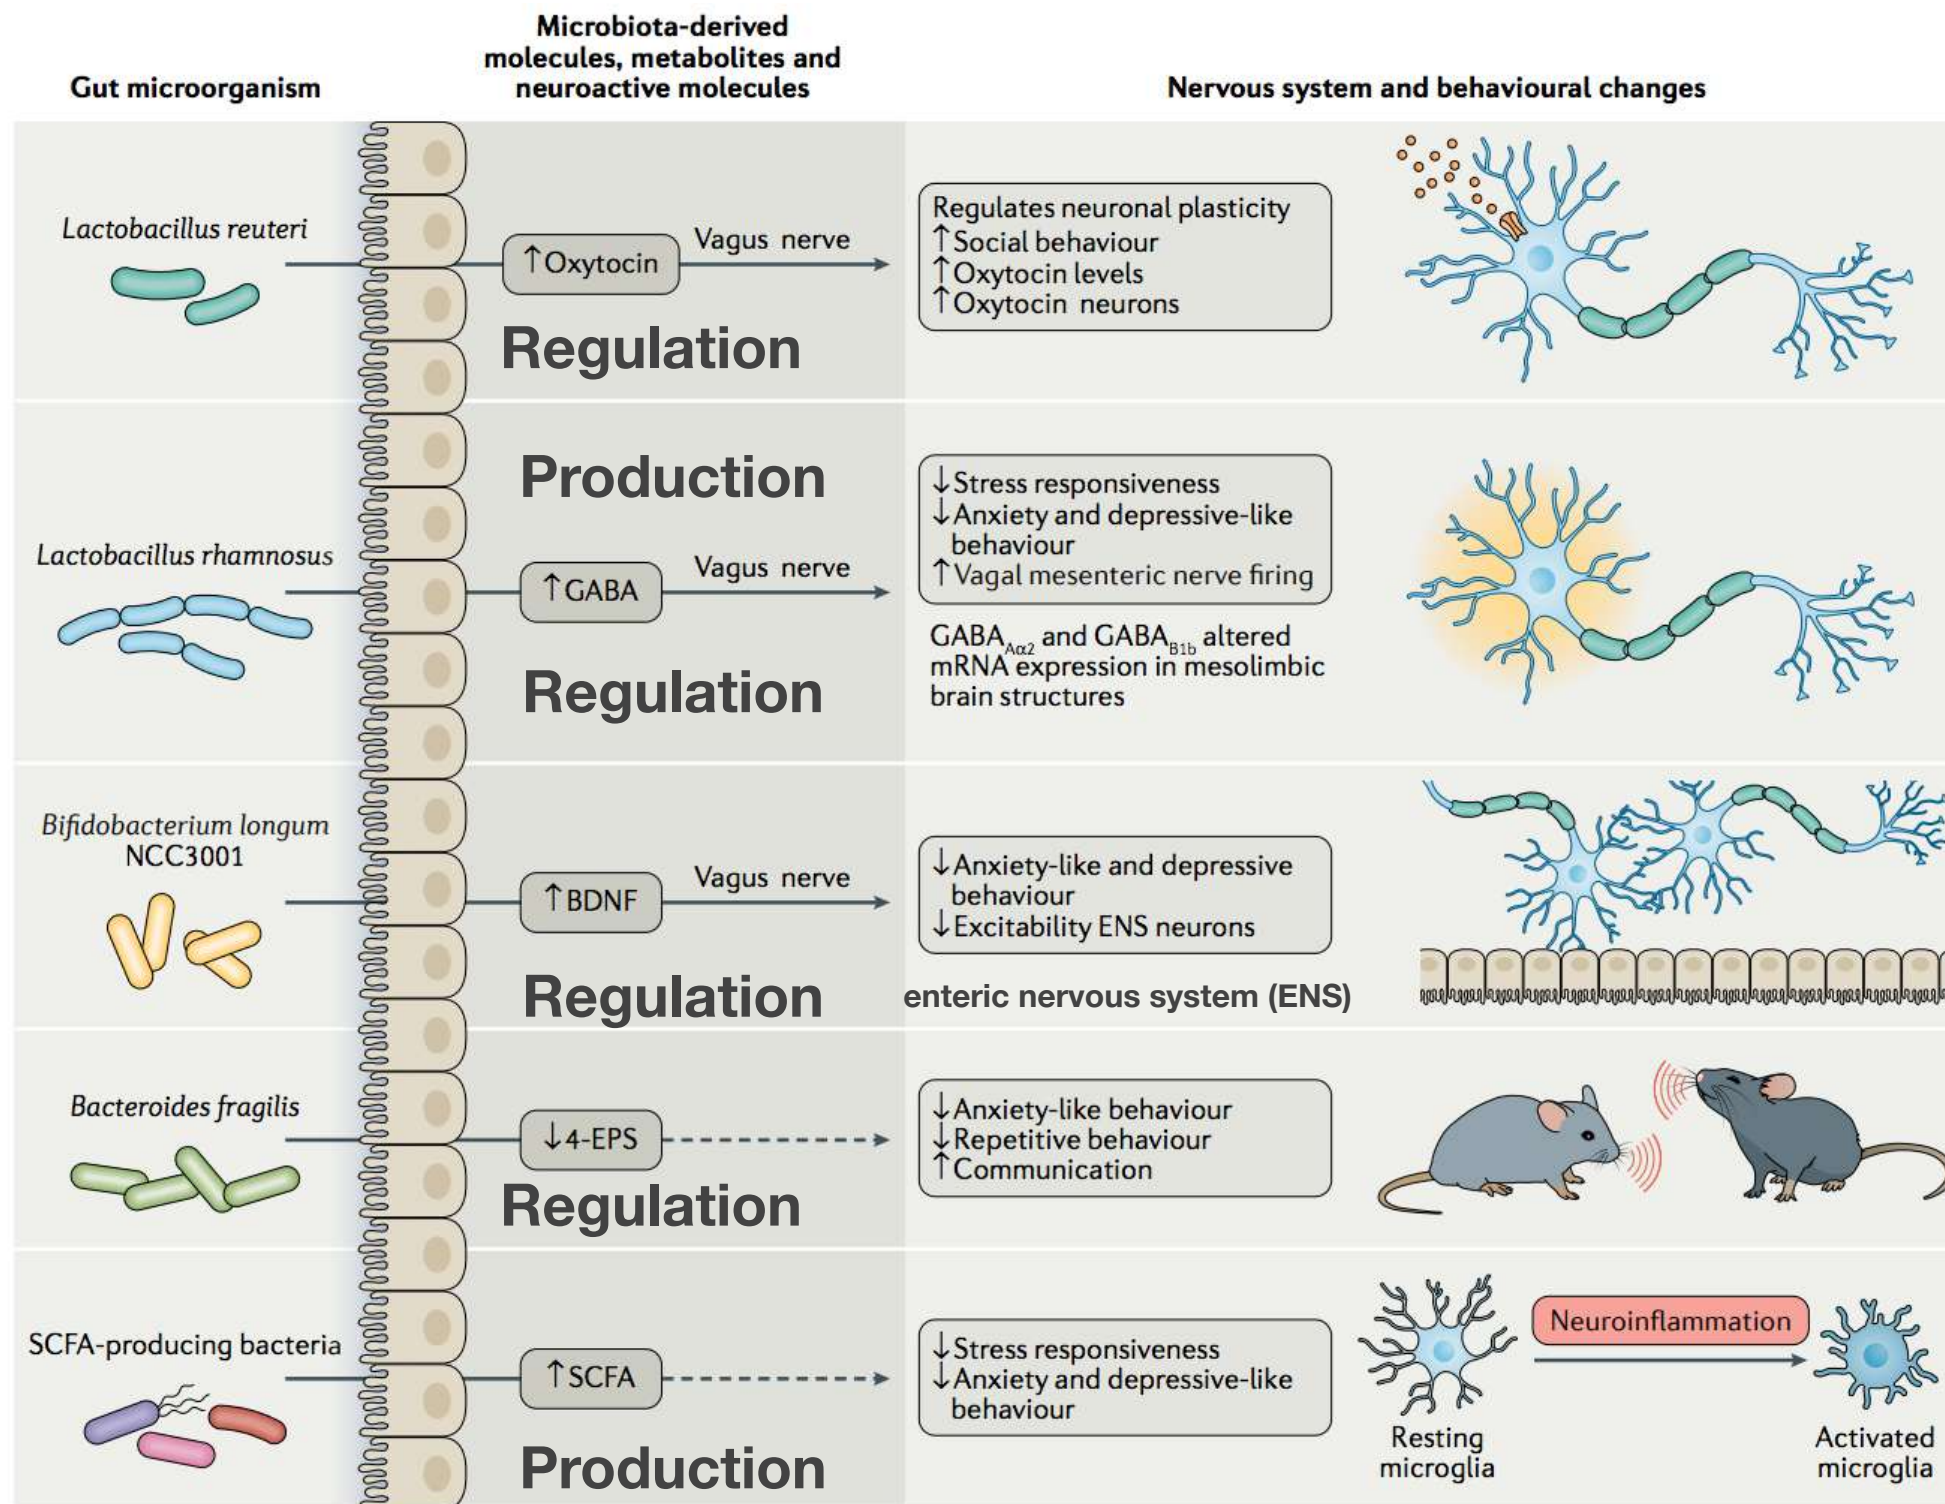 Gut microorganism
Microbiota-derived
molecules, metabolites and
neuroactive molecules
Nervous system and behavioural changes
Lactobacillus reuteri
↑Oxytocin
Vagus nerve
Regulation
Regulates neuronal plasticity
↑Social behaviour
↑Oxytocin levels
↑Oxytocin neurons
Lactobacillus rhamnosus
Production
↑GABA
Vagus nerve
Regulation
↓Stress responsiveness
↓Anxiety and depressive-like
behaviour
↑Vagal mesenteric nerve firing
GABA_Aα2 and GABA_B1b altered
mRNA expression in mesolimbic
brain structures
Bifidobacterium longum
NCC3001
↑BDNF
Vagus nerve
Regulation
↓Anxiety-like and depressive
behaviour
↓Excitability ENS neurons
enteric nervous system (ENS)
Bacteroides fragilis
↓4-EPS
Regulation
↓Anxiety-like behaviour
↓Repetitive behaviour
↑Communication
SCFA-producing bacteria
↑SCFA
Production
↓Stress responsiveness
↓Anxiety and depressive-like
behaviour
Resting
microglia
Neuroinflammation
Activated
microglia